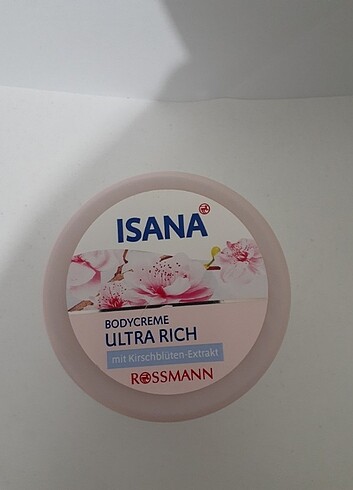 ISANA
BODYCREME
ULTRA RICH
mit Kirschblüten-Extrakt
ROSSMANN